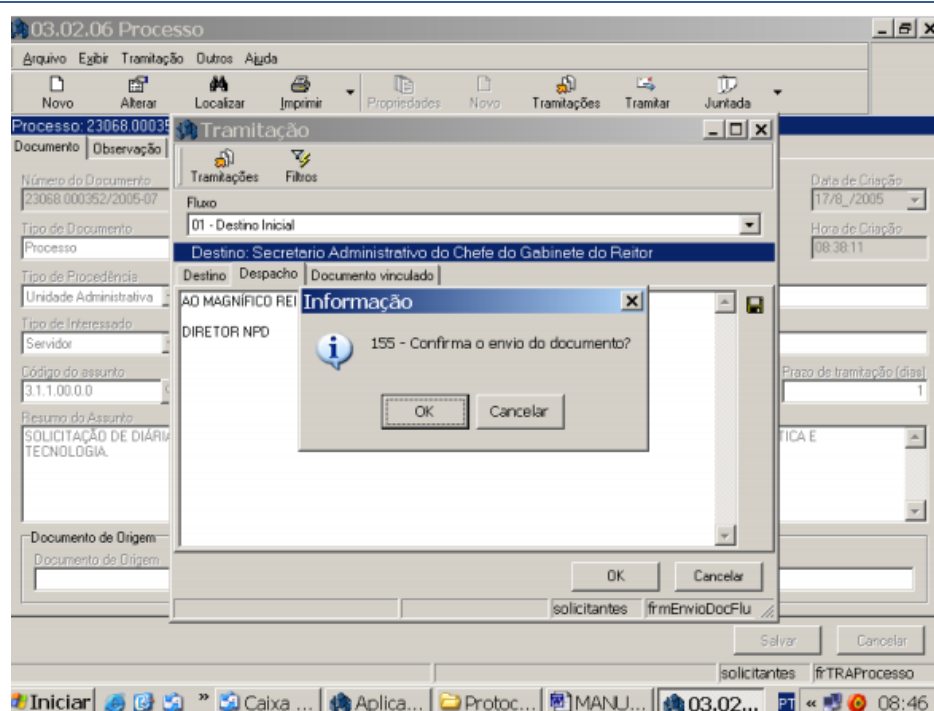 03.02.06 Processo
Arquivo Exibir Tramitação Outros Ajuda
Novo Alterar Localizar Imprimir Propriedades Novo Tramitações Tramitar Juntada
Processo: 23068.00035
Documento Observação
Número do Documento
23068.000352/2005-07
Tipo de Documento
Processo
Tipo de Procedência
Unidade Administrativa
Tipo de Interessado
Servidor
Código do assunto
3.1.1.00.0.0
Resumo do Assunto
SOLICITAÇÃO DE DIÁRIA
TECNOLOGIA.
Documento de Origem
Documento de Origem
Data de Criação
17/8_/2005
Hora de Criação
08:38:11
Prazo de tramitação (dias)
1
TICA E
Tramitação
Tramitações Filtros
Fluxo
01 - Destino Inicial
Destino: Secretario Administrativo do Chefe do Gabinete do Reitor
Destino Despacho Documento vinculado
AO MAGNÍFICO REI
DIRETOR NPD
Informação
155 - Confirma o envio do documento?
OK Cancelar
OK Cancelar
solicitantes frmEnvioDocFlu
Salvar Cancelar
solicitantes frTRAProcesso
Iniciar » Caixa ... Aplica... Protoc... MANU... 03.02... PT « 08:46